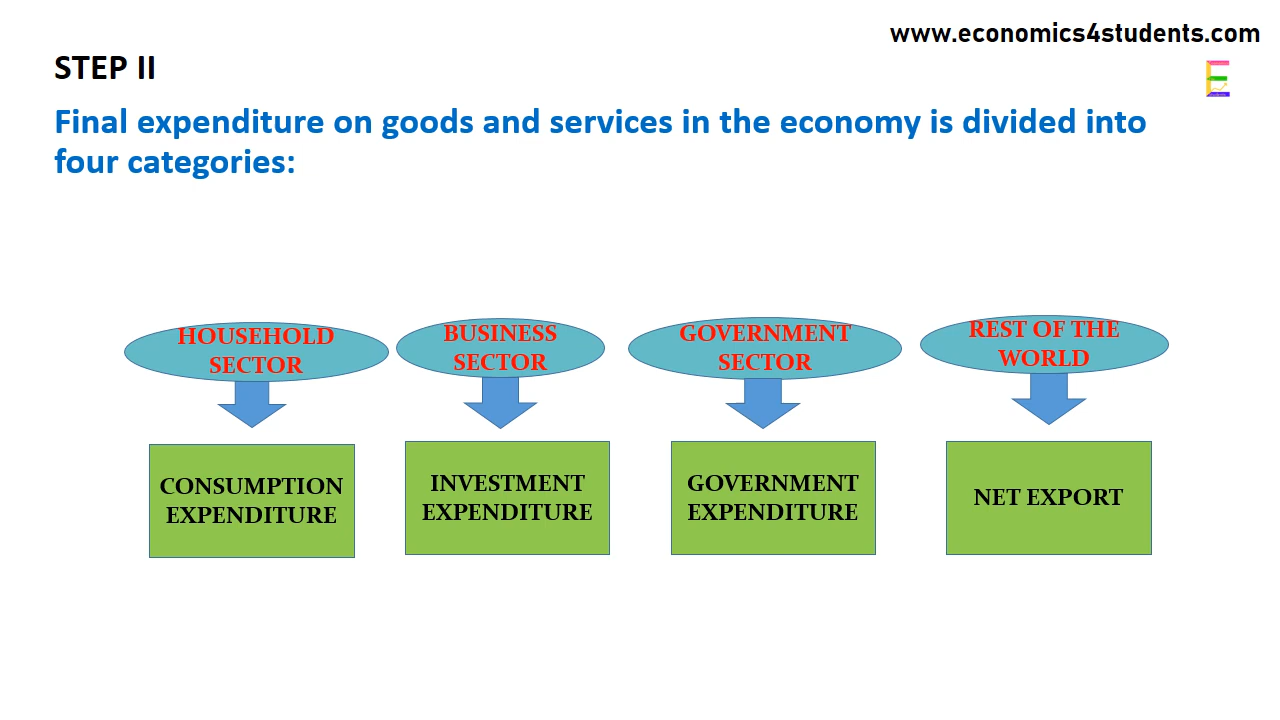 www.economics4students.com
STEP II
Final expenditure on goods and services in the economy is divided into
four categories:
HOUSEHOLD
SECTOR
BUSINESS
SECTOR
GOVERNMENT
SECTOR
REST OF THE
WORLD
CONSUMPTION
EXPENDITURE
INVESTMENT
EXPENDITURE
GOVERNMENT
EXPENDITURE
NET EXPORT